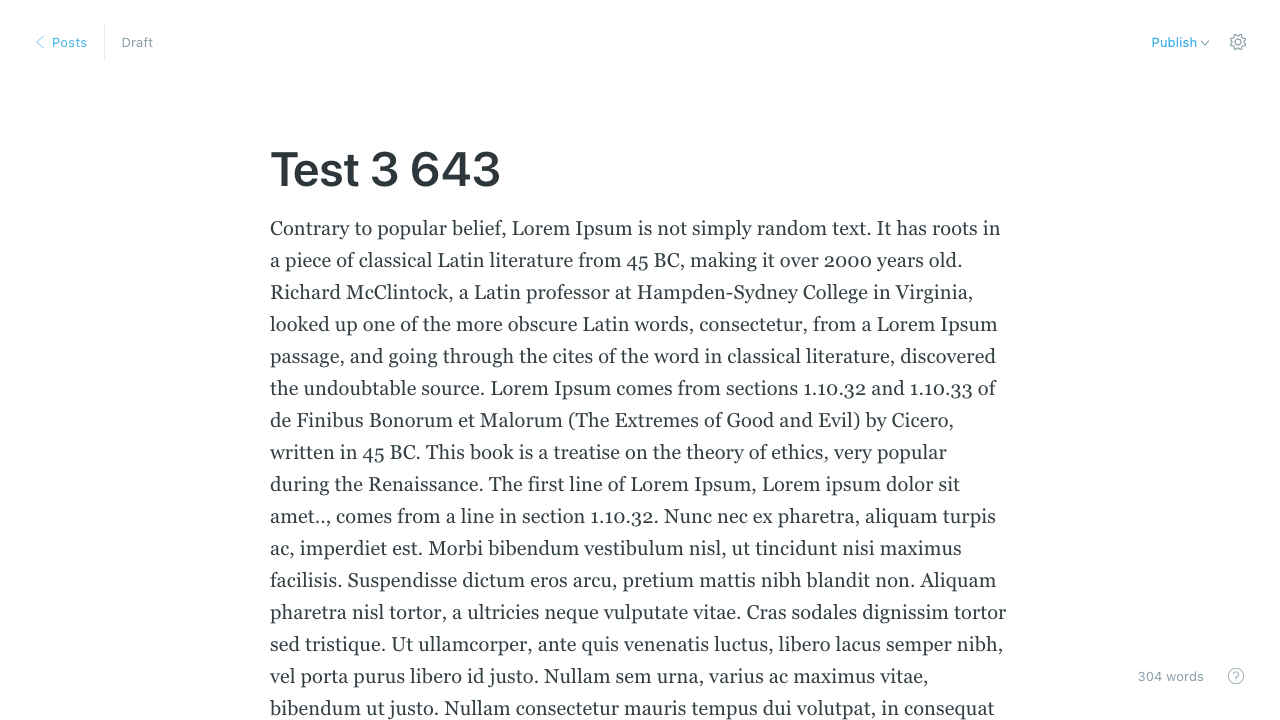 Posts
Draft
Publish
Test 3 643
Contrary to popular belief, Lorem Ipsum is not simply random text. It has roots in
a piece of classical Latin literature from 45 BC, making it over 2000 years old.
Richard McClintock, a Latin professor at Hampden-Sydney College in Virginia,
looked up one of the more obscure Latin words, consectetur, from a Lorem Ipsum
passage, and going through the cites of the word in classical literature, discovered
the undoubtable source. Lorem Ipsum comes from sections 1.10.32 and 1.10.33 of
de Finibus Bonorum et Malorum (The Extremes of Good and Evil) by Cicero,
written in 45 BC. This book is a treatise on the theory of ethics, very popular
during the Renaissance. The first line of Lorem Ipsum, Lorem ipsum dolor sit
amet.., comes from a line in section 1.10.32. Nunc nec ex pharetra, aliquam turpis
ac, imperdiet est. Morbi bibendum vestibulum nisl, ut tincidunt nisi maximus
facilisis. Suspendisse dictum eros arcu, pretium mattis nibh blandit non. Aliquam
pharetra nisl tortor, a ultricies neque vulputate vitae. Cras sodales dignissim tortor
sed tristique. Ut ullamcorper, ante quis venenatis luctus, libero lacus semper nibh,
vel porta purus libero id justo. Nullam sem urna, varius ac maximus vitae,
bibendum ut justo. Nullam consectetur mauris tempus dui volutpat, in consequat
304 words